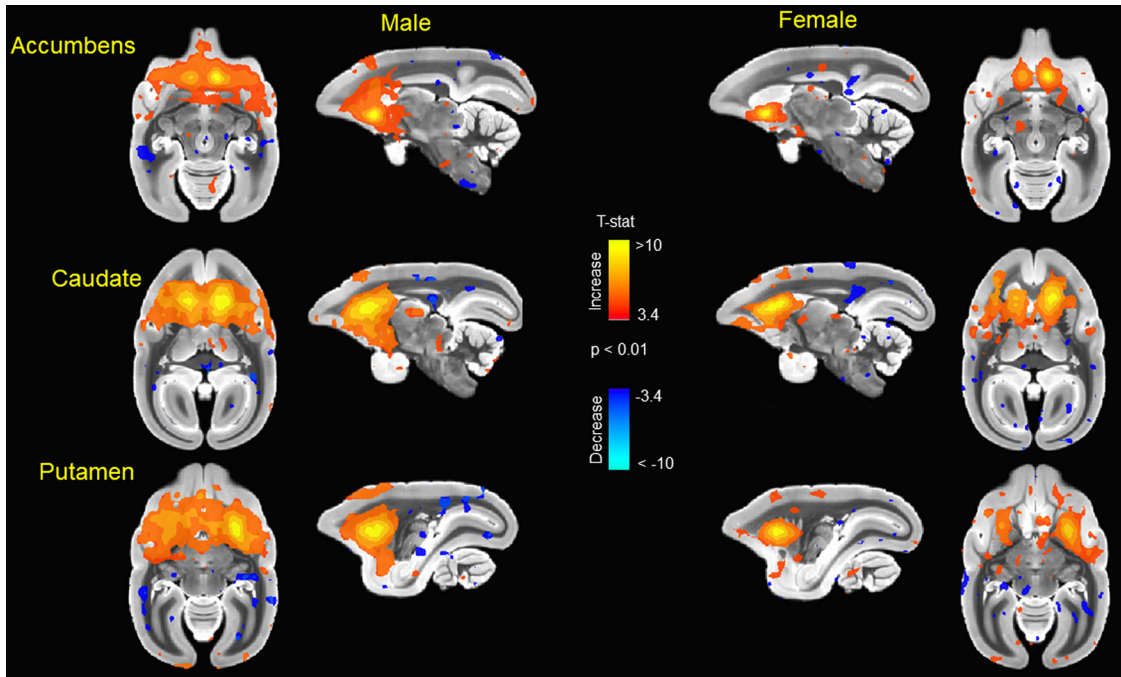 Male
Female
Accumbens
T-stat
Increase
>10
3.4
Caudate
p < 0.01
Decrease
-3.4
< -10
Putamen